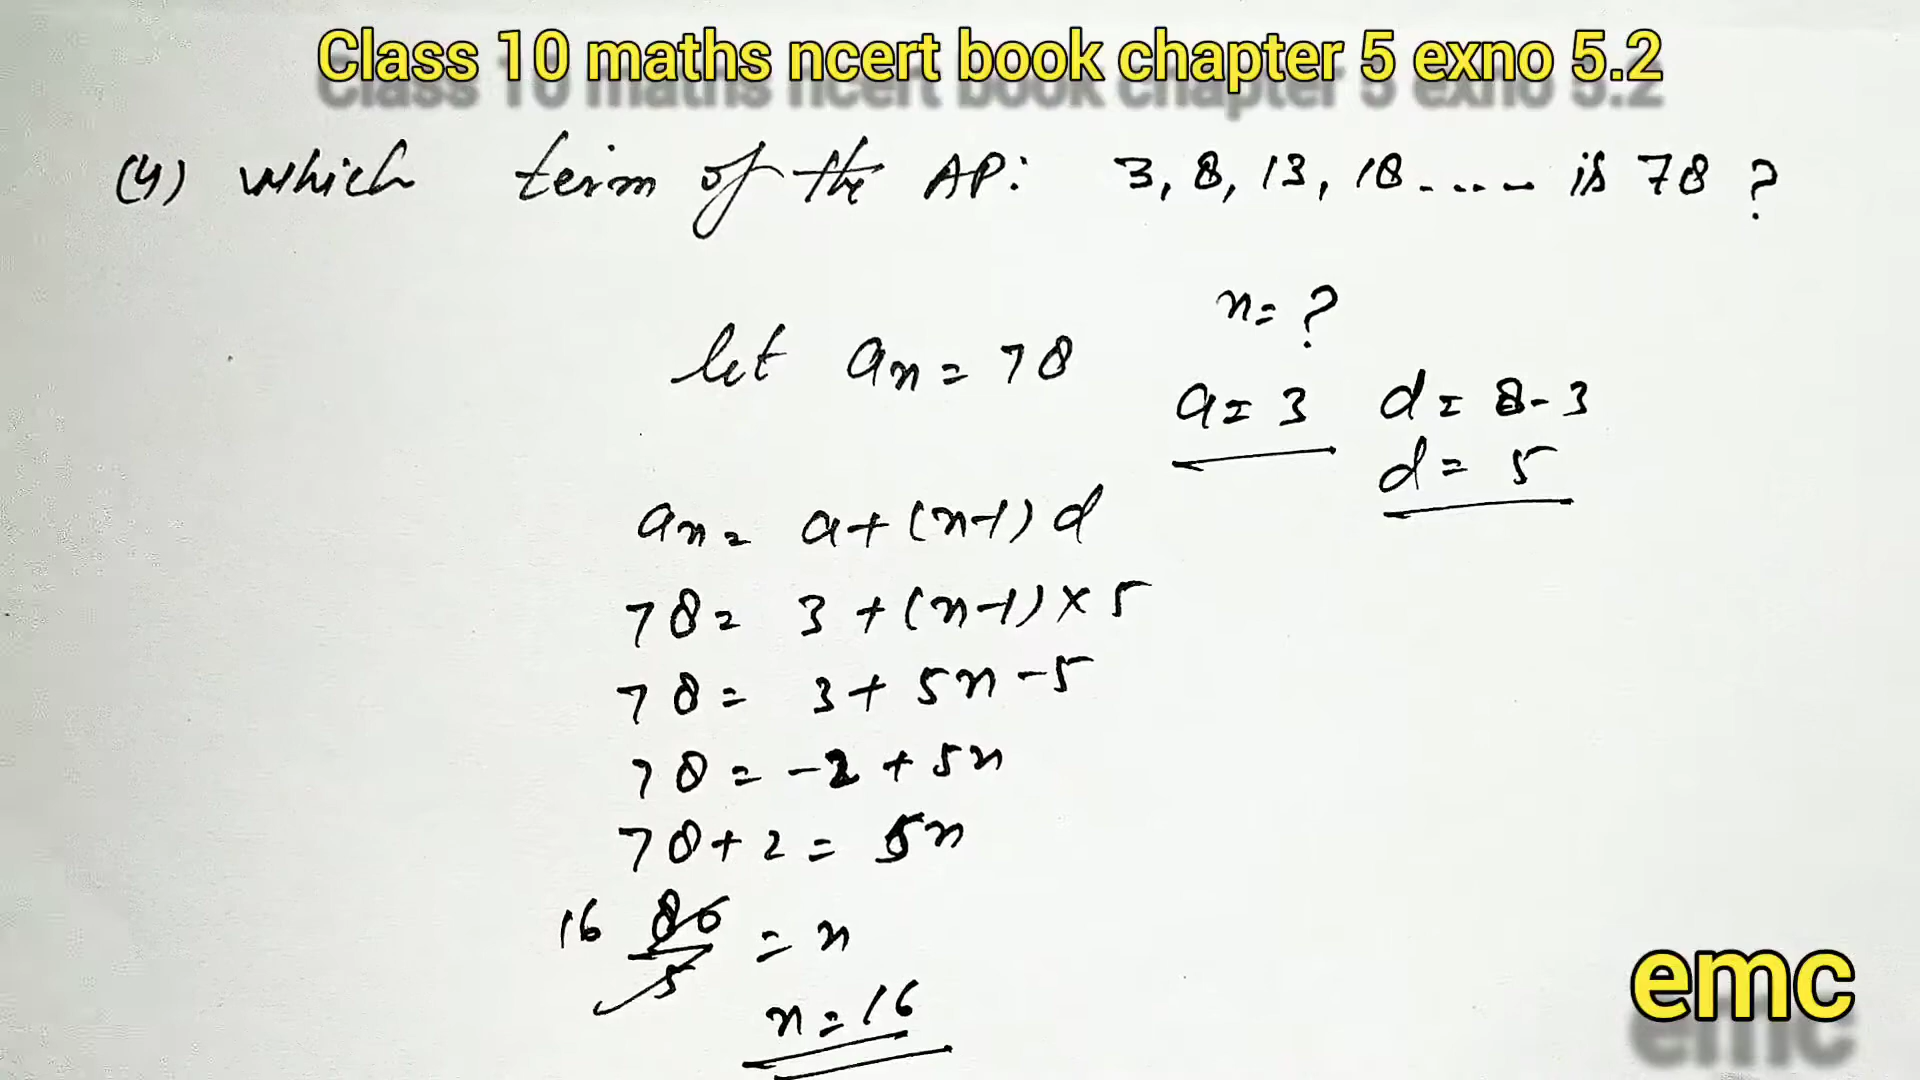 Class 10 maths ncert book chapter 5 exno 5.2
(4) which term of the AP: 3, 8, 13, 18..... is 78 ?
n= ?
let an = 78
a= 3 d= 8-3
d= 5
an= a+(n-1)d
78= 3+(n-1)×5
78= 3+ 5n-5
78= -2+5n
78+2= 5n
16 80/5 = n
n=16
emc